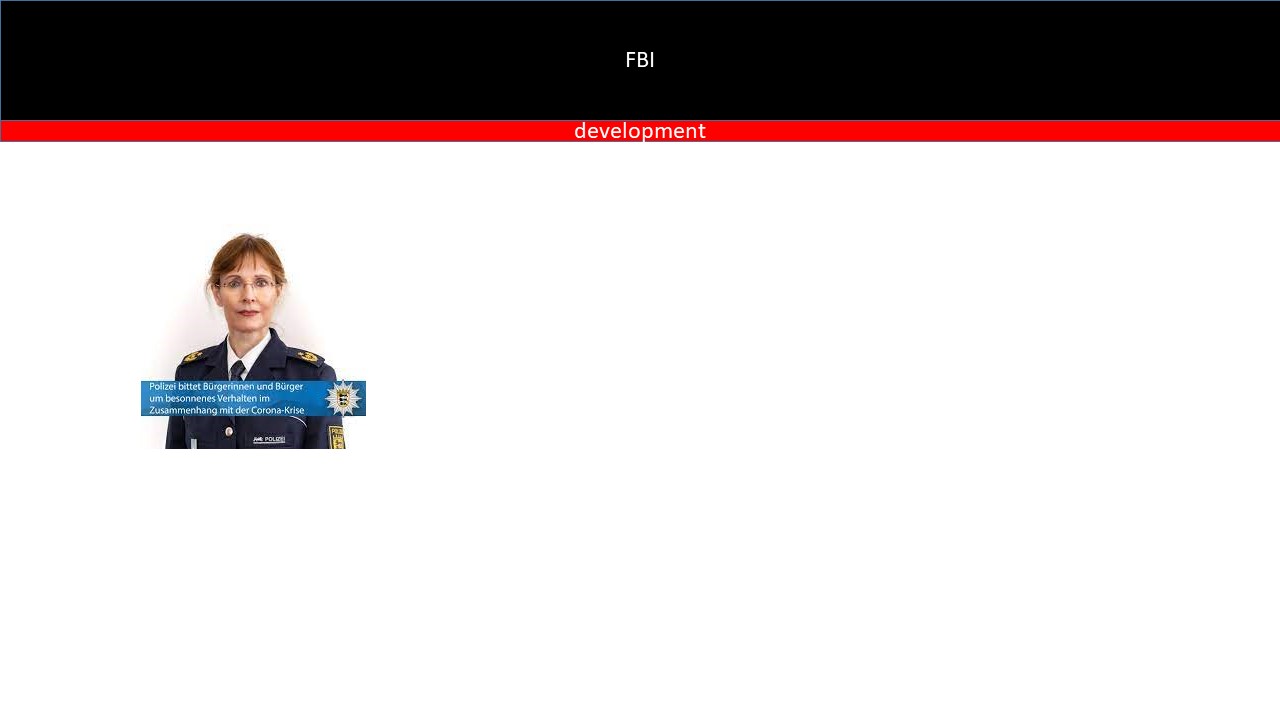 FBI
development
Polizei bittet Bürgerinnen und Bürger
um besonnenes Verhalten im
Zusammenhang mit der Corona-Krise
POLIZEI